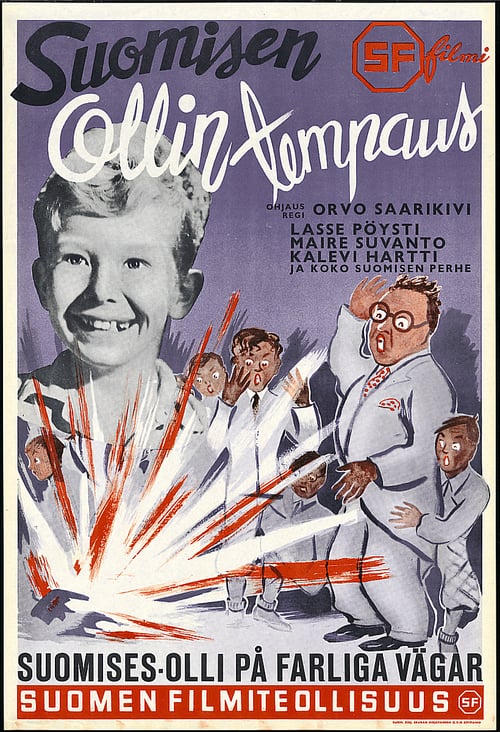 Suomisen
SF filmi
Ollin tempaus
OHJAUS
REGI
ORVO SAARIKIVI
LASSE PÖYSTI
MAIRE SUVANTO
KALEVI HARTTI
JA KOKO SUOMISEN PERHE
SUOMISES-OLLI PÅ FARLIGA VÄGAR
SUOMEN FILMITEOLLISUUS SF